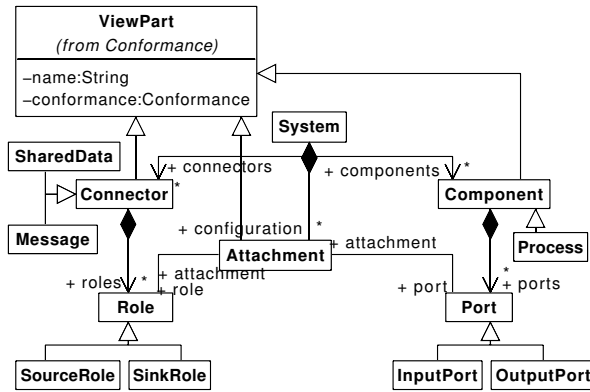 ViewPart
(from Conformance)
–name:String
–conformance:Conformance
System
SharedData
+ connectors
*
+ components
*
Connector
Component
Message
+ configuration
*
Process
Attachment
+ attachment
+ attachment
+ roles
*
+ role
+ port
*
+ ports
Role
Port
SourceRole
SinkRole
InputPort
OutputPort